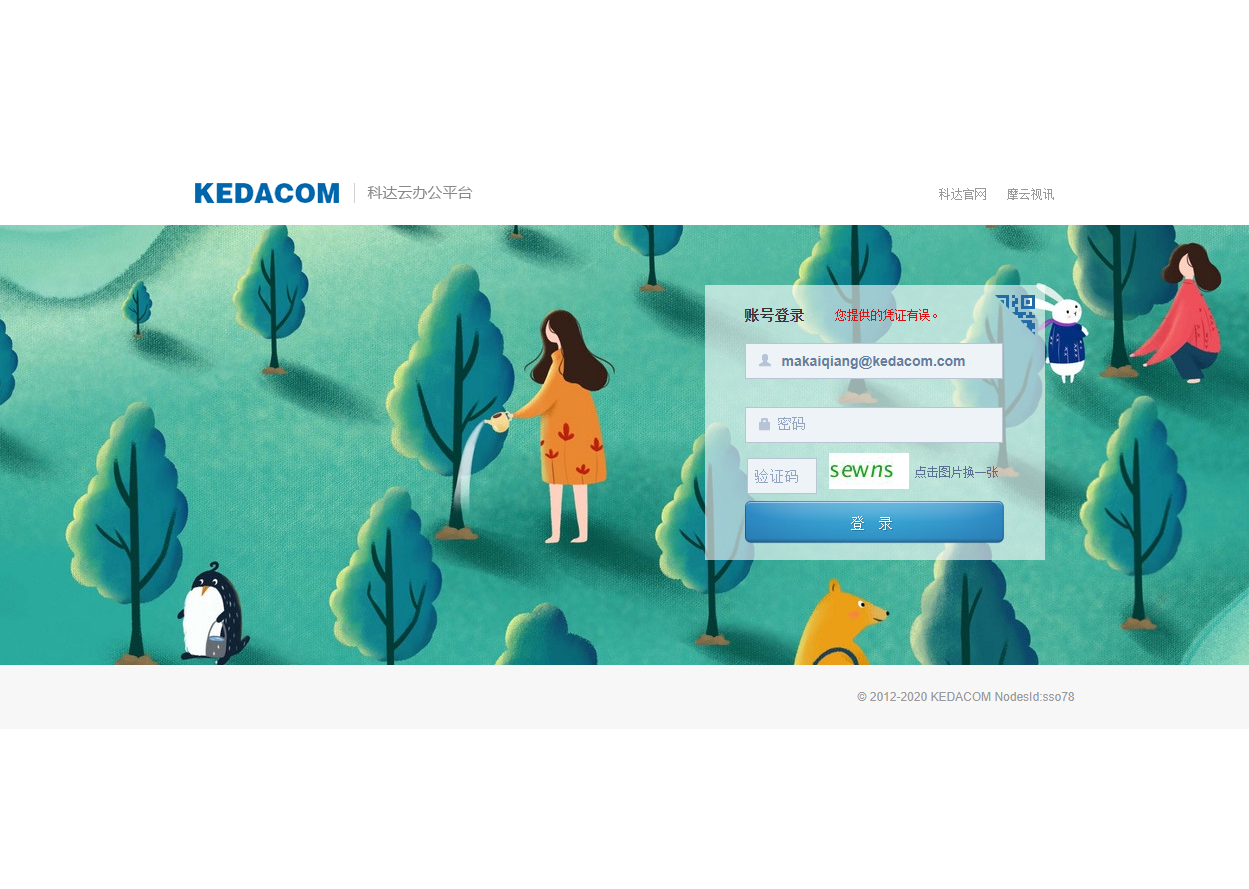 KEDACOM 科达云办公平台 科达官网 摩云视讯
账号登录 您提供的凭证有误。
makaiqiang@kedacom.com
密码
验证码 sewns 点击图片换一张
登 录
© 2012-2020 KEDACOM NodesId:sso78